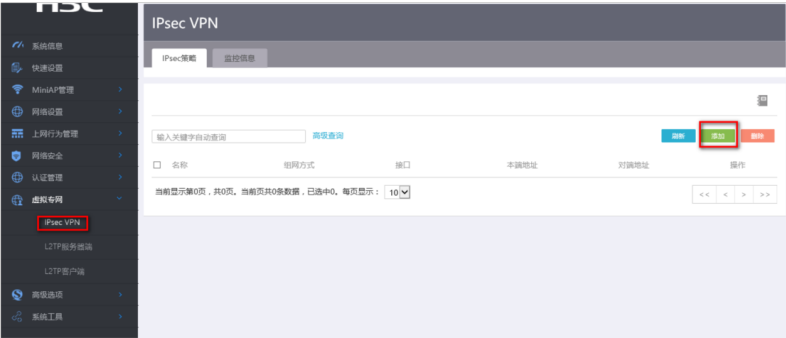 H3C
IPsec VPN
系统信息
快速设置
MiniAP管理
网络设置
上网行为管理
网络安全
认证管理
虚拟专网
IPsec VPN
L2TP服务器端
L2TP客户端
高级选项
系统工具
IPsec策略
监控信息
输入关键字自动查询
高级查询
刷新
添加
删除
名称
组网方式
接口
本端地址
对端地址
操作
当前显示第0页，共0页。当前页共0条数据，已选中0。每页显示： 10
<< < > >>